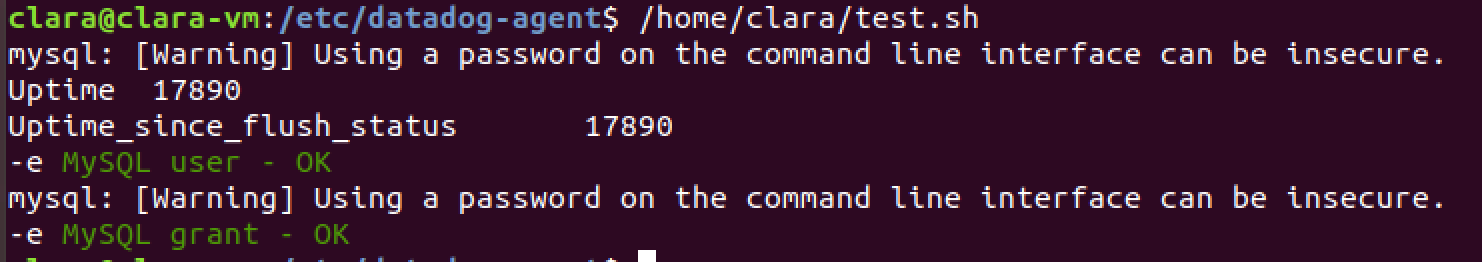 clara@clara-vm:/etc/datadog-agent$ /home/clara/test.sh
mysql: [Warning] Using a password on the command line interface can be insecure.
Uptime  17890
Uptime_since_flush_status       17890
-e MySQL user - OK
mysql: [Warning] Using a password on the command line interface can be insecure.
-e MySQL grant - OK